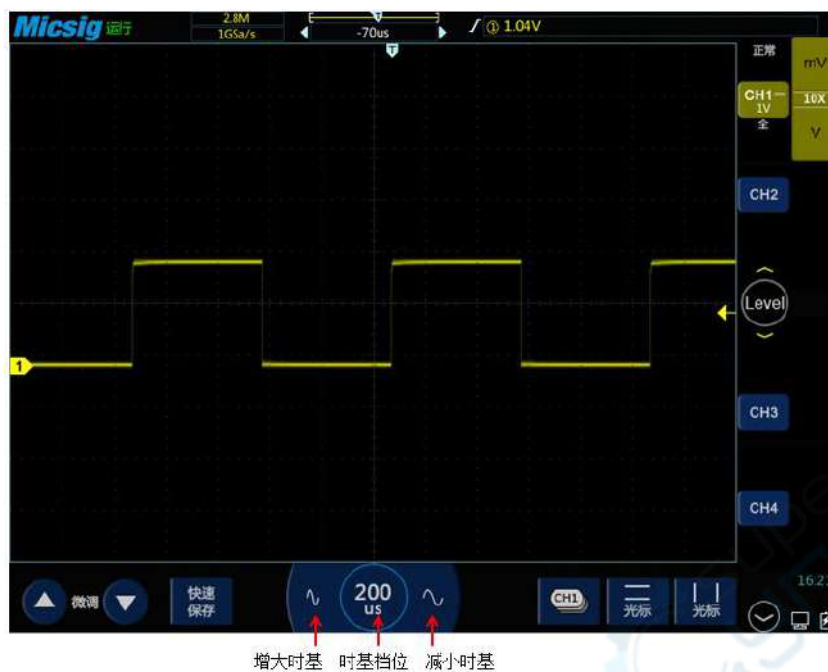 Micsig 运行
2.8M
1GSa/s
-70us
① 1.04V
T
正常
mV
CH1
1V
全
10X
V
CH2
Level
1
CH3
CH4
微调
快速
保存
200
us
CH1
光标
光标
16:2
增大时基 时基档位 减小时基